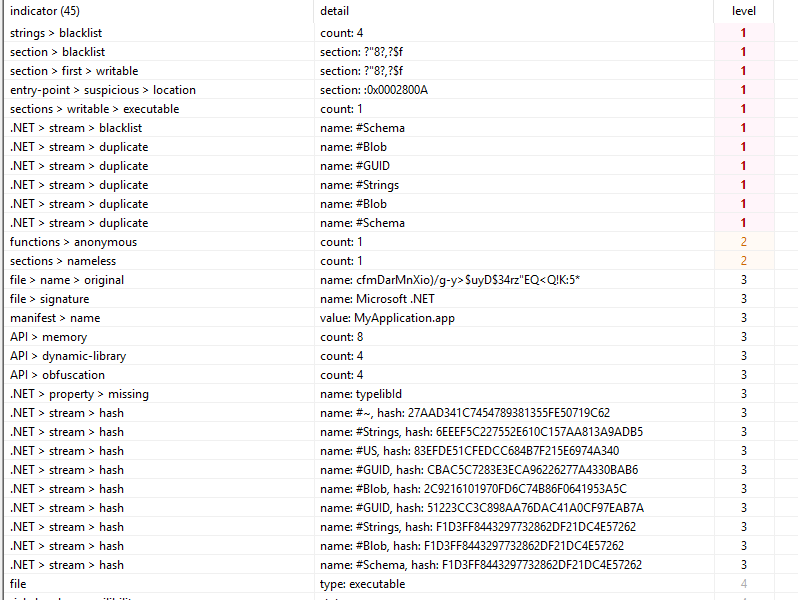 indicator (45) detail level
strings > blacklist count: 4 1
section > blacklist section: ?"8?,?$f 1
section > first > writable section: ?"8?,?$f 1
entry-point > suspicious > location section: :0x0002800A 1
sections > writable > executable count: 1 1
.NET > stream > blacklist name: #Schema 1
.NET > stream > duplicate name: #Blob 1
.NET > stream > duplicate name: #GUID 1
.NET > stream > duplicate name: #Strings 1
.NET > stream > duplicate name: #Blob 1
.NET > stream > duplicate name: #Schema 1
functions > anonymous count: 1 2
sections > nameless count: 1 2
file > name > original name: cfmDarMnXio)/g-y>$uyD$34rz"EQ<Q!K:5* 3
file > signature name: Microsoft .NET 3
manifest > name value: MyApplication.app 3
API > memory count: 8 3
API > dynamic-library count: 4 3
API > obfuscation count: 4 3
.NET > property > missing name: typelibId 3
.NET > stream > hash name: #~, hash: 27AAD341C7454789381355FE50719C62 3
.NET > stream > hash name: #Strings, hash: 6EEEF5C227552E610C157AA813A9ADB5 3
.NET > stream > hash name: #US, hash: 83EFDE51CFEDCC684B7F215E6974A340 3
.NET > stream > hash name: #GUID, hash: CBAC5C7283E3ECA96226277A4330BAB6 3
.NET > stream > hash name: #Blob, hash: 2C9216101970FD6C74B86F0641953A5C 3
.NET > stream > hash name: #GUID, hash: 51223CC3C898AA76DAC41A0CF97EAB7A 3
.NET > stream > hash name: #Strings, hash: F1D3FF8443297732862DF21DC4E57262 3
.NET > stream > hash name: #Blob, hash: F1D3FF8443297732862DF21DC4E57262 3
.NET > stream > hash name: #Schema, hash: F1D3FF8443297732862DF21DC4E57262 3
file type: executable 4